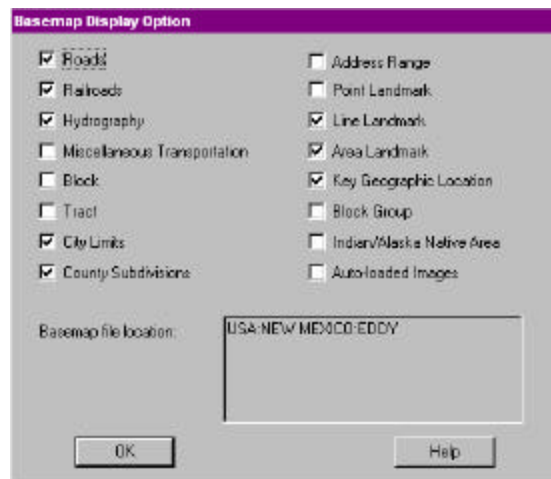 Basemap Display Option
Roads
Railroads
Hydrography
Miscellaneous Transportation
Block
Tract
City Limits
County Subdivisions
Address Range
Point Landmark
Line Landmark
Area Landmark
Key Geographic Location
Block Group
Indian/Alaska Native Area
Auto-loaded Images
Basemap file location:
USA:NEW MEXICO:EDDY
OK
Help